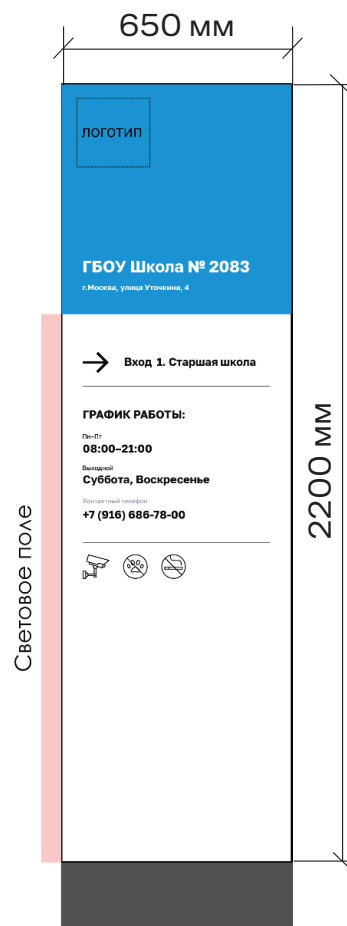 650 мм
ЛОГОТИП
ГБОУ Школа № 2083
г.Москва, улица Уточкина, 4
Вход 1. Старшая школа
ГРАФИК РАБОТЫ:
Пн–Пт
08:00–21:00
Выходной
Суббота, Воскресенье
Контактный телефон
+7 (916) 686-78-00
Световое поле
2200 мм